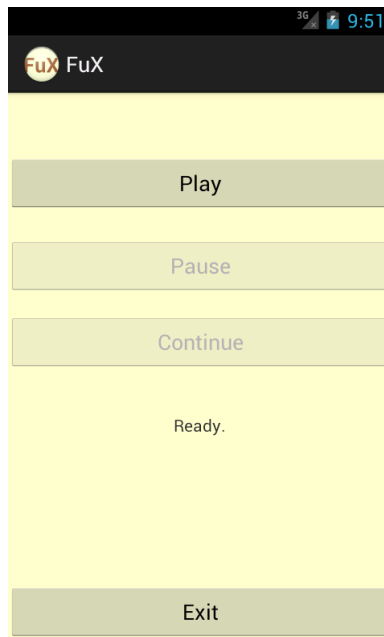 3G 9:51
FuX FuX
Play
Pause
Continue
Ready.
Exit